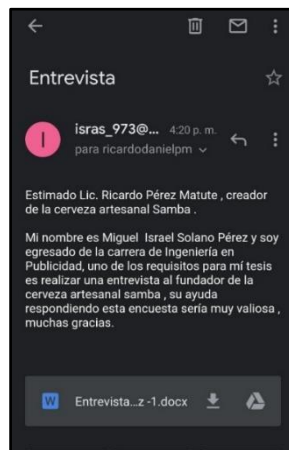 Entrevista
I
isras_973@... 4:20 p. m.
para ricardodanielpm
Estimado Lic. Ricardo Pérez Matute , creador
de la cerveza artesanal Samba .
Mi nombre es Miguel Israel Solano Pérez y soy
egresado de la carrera de Ingeniería en
Publicidad, uno de los requisitos para mí tesis
es realizar una entrevista al fundador de la
cerveza artesanal samba , su ayuda
respondiendo esta encuesta sería muy valiosa ,
muchas gracias.
W Entrevista...z -1.docx